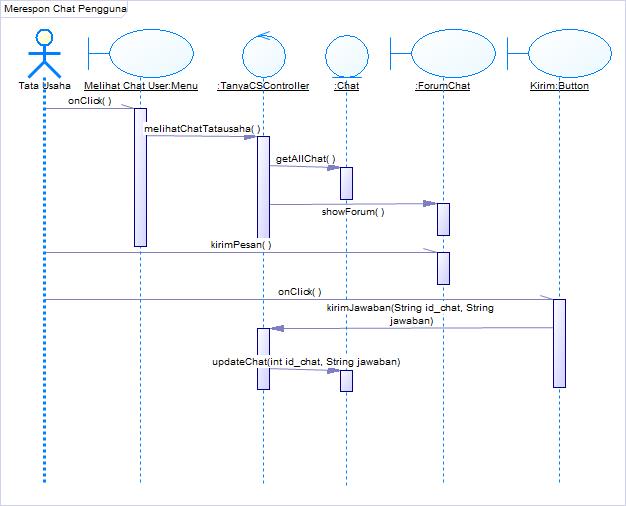 Merespon Chat Pengguna
Tata Usaha
Melihat Chat User:Menu
:TanyaCSController
:Chat
:ForumChat
Kirim:Button
onClick( )
melihatChatTatausaha( )
getAllChat( )
showForum( )
kirimPesan( )
onClick( )
kirimJawaban(String id_chat, String
jawaban)
updateChat(int id_chat, String jawaban)